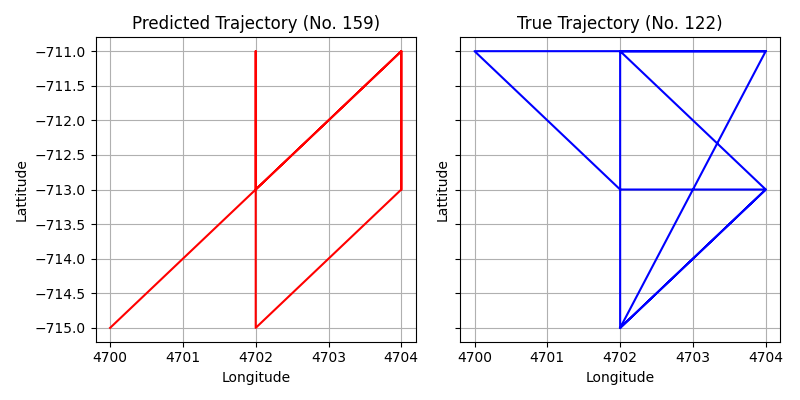 Predicted Trajectory (No. 159)
True Trajectory (No. 122)
Lattitude
−711.0
−711.5
−712.0
−712.5
−713.0
−713.5
−714.0
−714.5
−715.0
4700 4701 4702 4703 4704
Longitude
Lattitude
4700 4701 4702 4703 4704
Longitude